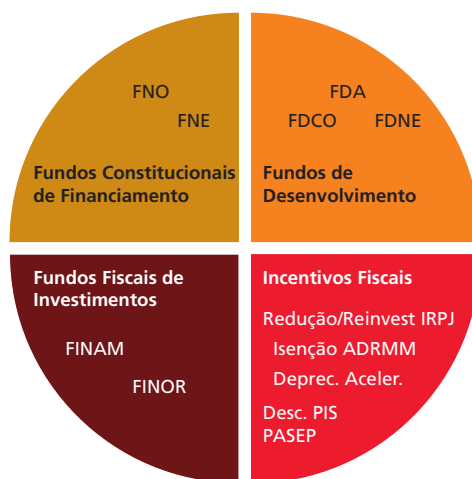 FNO
FNE
Fundos Constitucionais
de Financiamento
FDA
FDCO FDNE
Fundos de
Desenvolvimento
Fundos Fiscais de
Investimentos
FINAM
FINOR
Incentivos Fiscais
Redução/Reinvest IRPJ
Isenção ADRMM
Deprec. Aceler.
Desc. PIS
PASEP